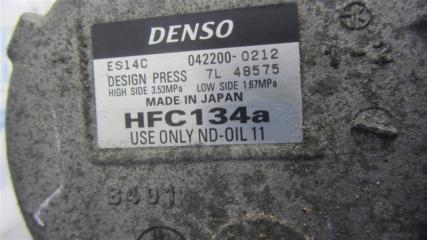 DENSO
ES14C 042200-0212
DESIGN PRESS 7L 48575
HIGH SIDE 3.53MPa LOW SIDE 1.67MPa
MADE IN JAPAN
HFC134a
USE ONLY ND-OIL 11
8401